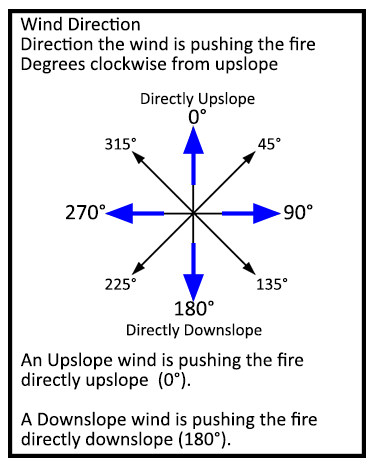 Wind Direction
Direction the wind is pushing the fire
Degrees clockwise from upslope
Directly Upslope
0°
315°
45°
270°
90°
225°
135°
180°
Directly Downslope
An Upslope wind is pushing the fire
directly upslope (0°).
A Downslope wind is pushing the fire
directly downslope (180°).